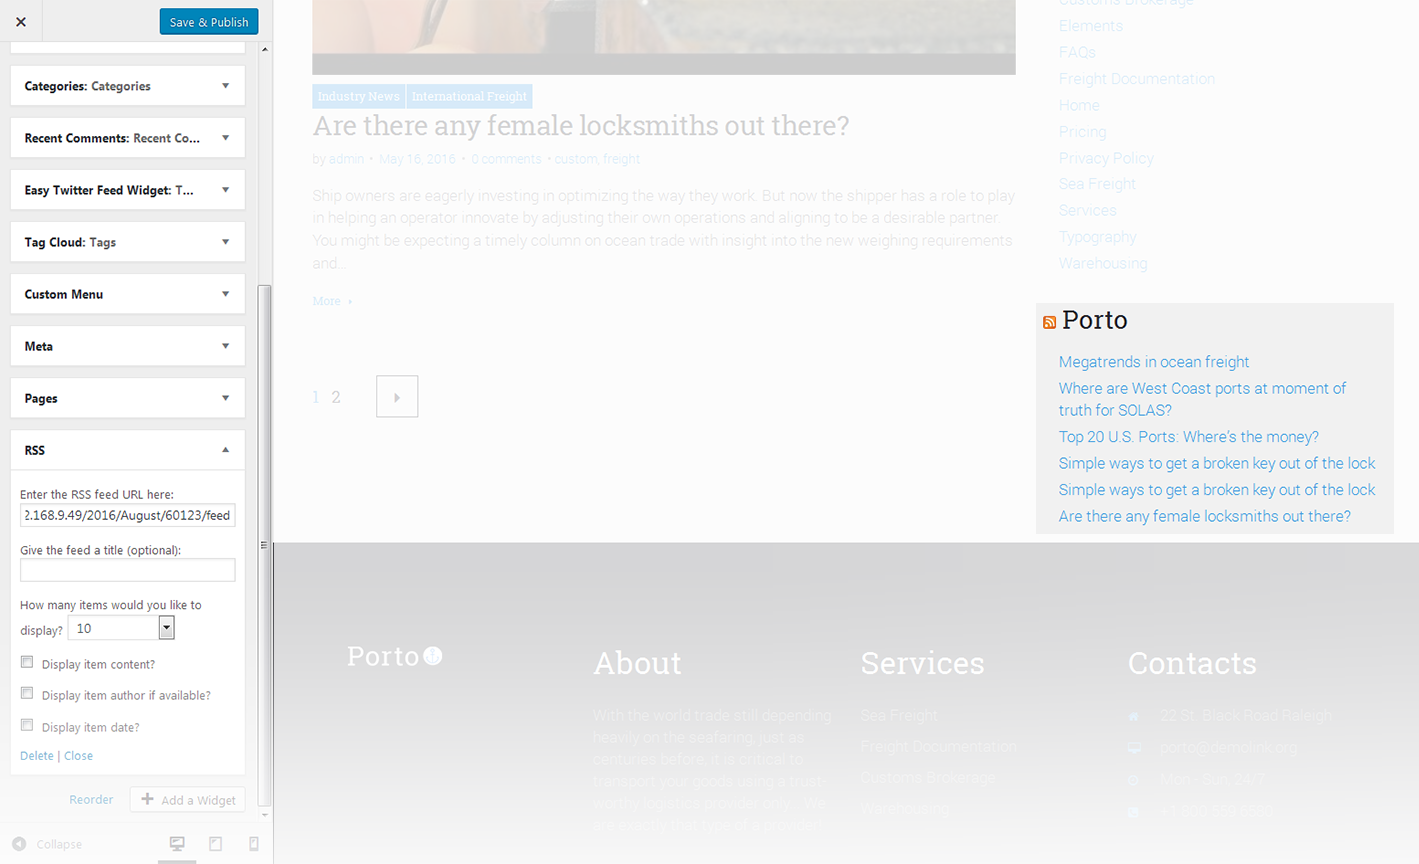 Save & Publish
Categories: Categories
Recent Comments: Recent Co...
Easy Twitter Feed Widget: T...
Tag Cloud: Tags
Custom Menu
Meta
Pages
RSS
Enter the RSS feed URL here:
2.168.9.49/2016/August/60123/feed
Give the feed a title (optional):
How many items would you like to
display? 10
Display item content?
Display item author if available?
Display item date?
Delete | Close
Reorder
Add a Widget
Collapse
Industry News International Freight
Are there any female locksmiths out there?
by admin • May 16, 2016 • 0 comments • custom, freight
Ship owners are eagerly investing in optimizing the way they work. But now the shipper has a role to play
in helping an operator innovate by adjusting their own operations and aligning to be a desirable partner.
You might be expecting a timely column on ocean trade with insight into the new weighing requirements
and...
More
1 2
Customs Brokerage
Elements
FAQs
Freight Documentation
Home
Pricing
Privacy Policy
Sea Freight
Services
Typography
Warehousing
Porto
Megatrends in ocean freight
Where are West Coast ports at moment of
truth for SOLAS?
Top 20 U.S. Ports: Where's the money?
Simple ways to get a broken key out of the lock
Simple ways to get a broken key out of the lock
Are there any female locksmiths out there?
Porto
About
With the world trade still depending
heavily on the seafaring, just as
centuries before, it is critical to
transport your goods using a trust-
worthy logistics provider only. We
are exactly that type of a provider!
Services
Sea Freight
Freight Documentation
Customs Brokerage
Warehousing
Contacts
22 St. Black Road Raleigh
porto@demolink.org
Mon - Sun, 24/7